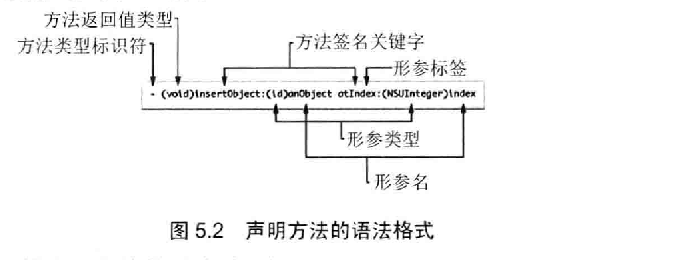 方法返回值类型
方法类型标识符
方法签名关键字
形参标签
- (void)insertObject:(id)anObject atIndex:(NSUInteger)index
形参类型
形参名
图 5.2 声明方法的语法格式